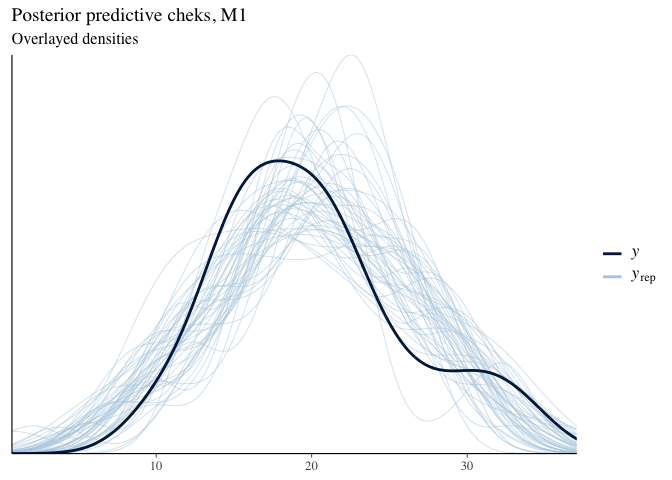 Posterior predictive cheks, M1
Overlayed densities
y
yrep
10 20 30